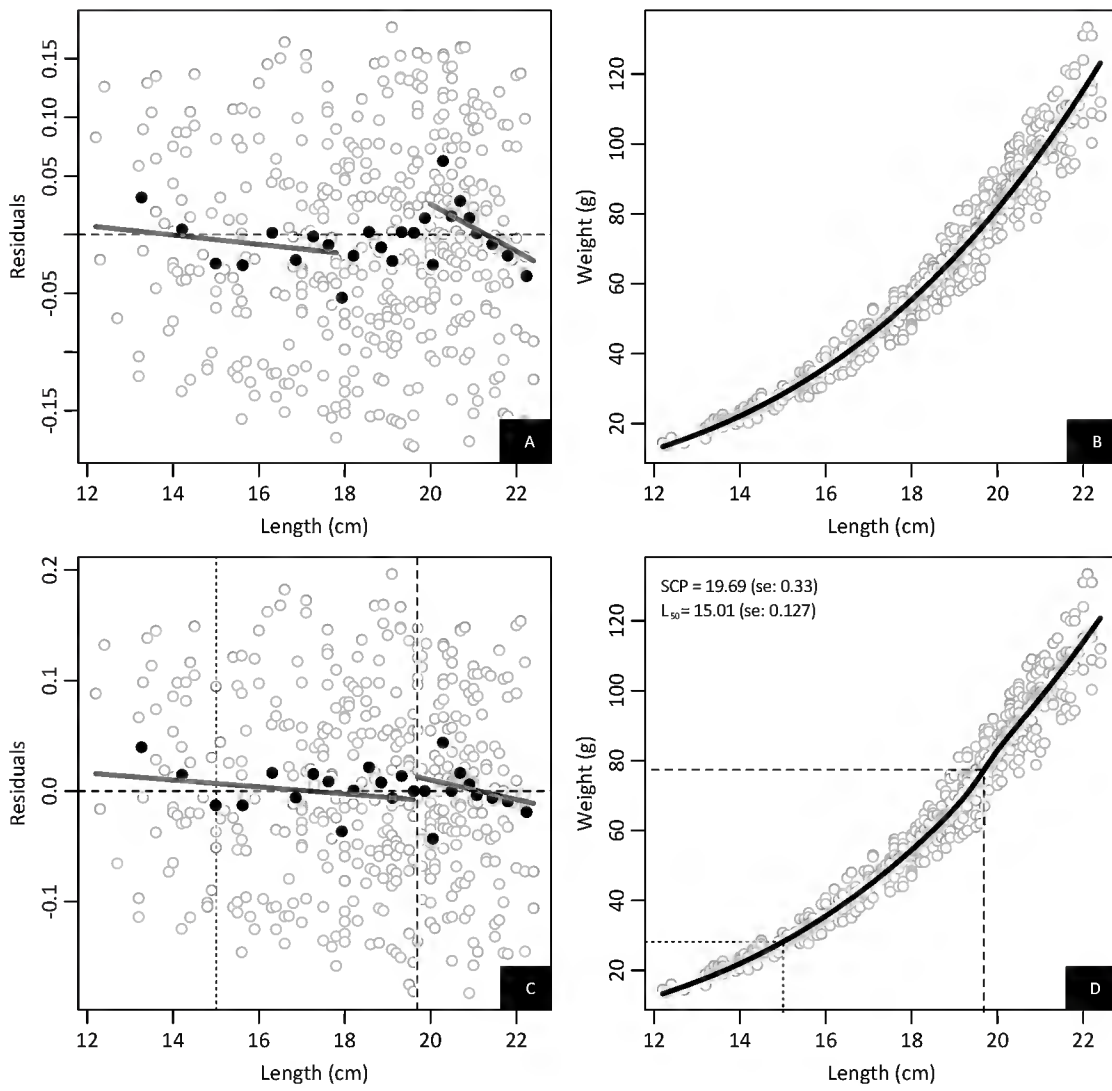 0.15
0.10
0.05
-0.05
-0.15
Residuals
12 14 16 18 20 22
Length (cm)
A
120
100
80
60
40
20
Weight (g)
12 14 16 18 20 22
Length (cm)
B
0.2
0.1
0.0
-0.1
Residuals
12 14 16 18 20 22
Length (cm)
C
SCP = 19.69 (se: 0.33)
L50 = 15.01 (se: 0.127)
120
100
80
60
40
20
Weight (g)
12 14 16 18 20 22
Length (cm)
D